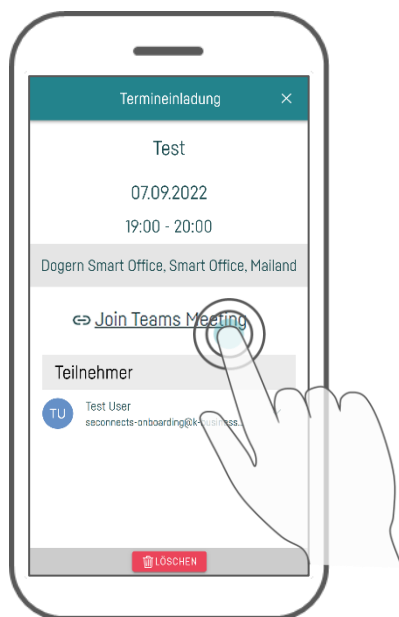 Termineinladung ×
Test
07.09.2022
19:00 - 20:00
Dogern Smart Office, Smart Office, Mailand
Join Teams Meeting
Teilnehmer
TU
Test User
seconnects-onboarding@k-business...
LÖSCHEN